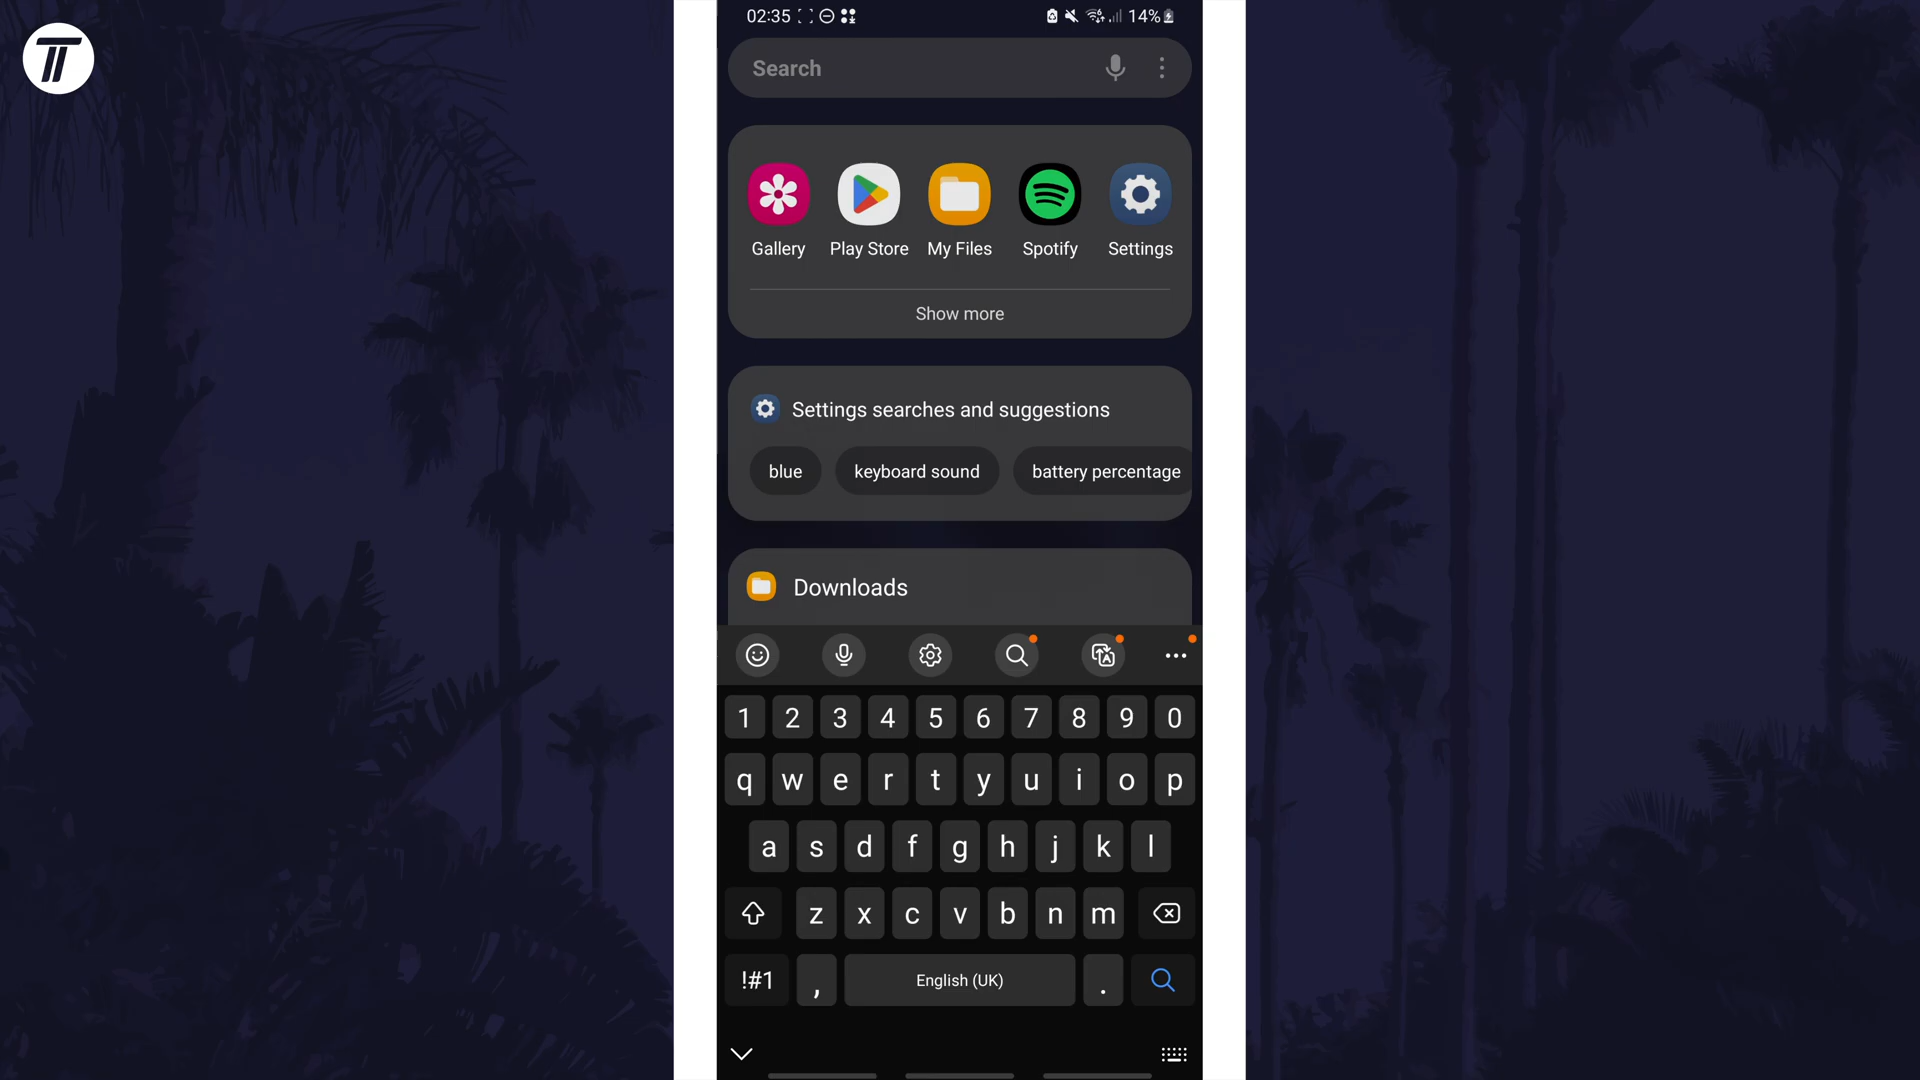 02:35 14%
Search
Gallery Play Store My Files Spotify Settings
Show more
Settings searches and suggestions
blue keyboard sound battery percentage
Downloads
1 2 3 4 5 6 7 8 9 0
q w e r t y u i o p
a s d f g h j k l
z x c v b n m
!#1 , English (UK) .